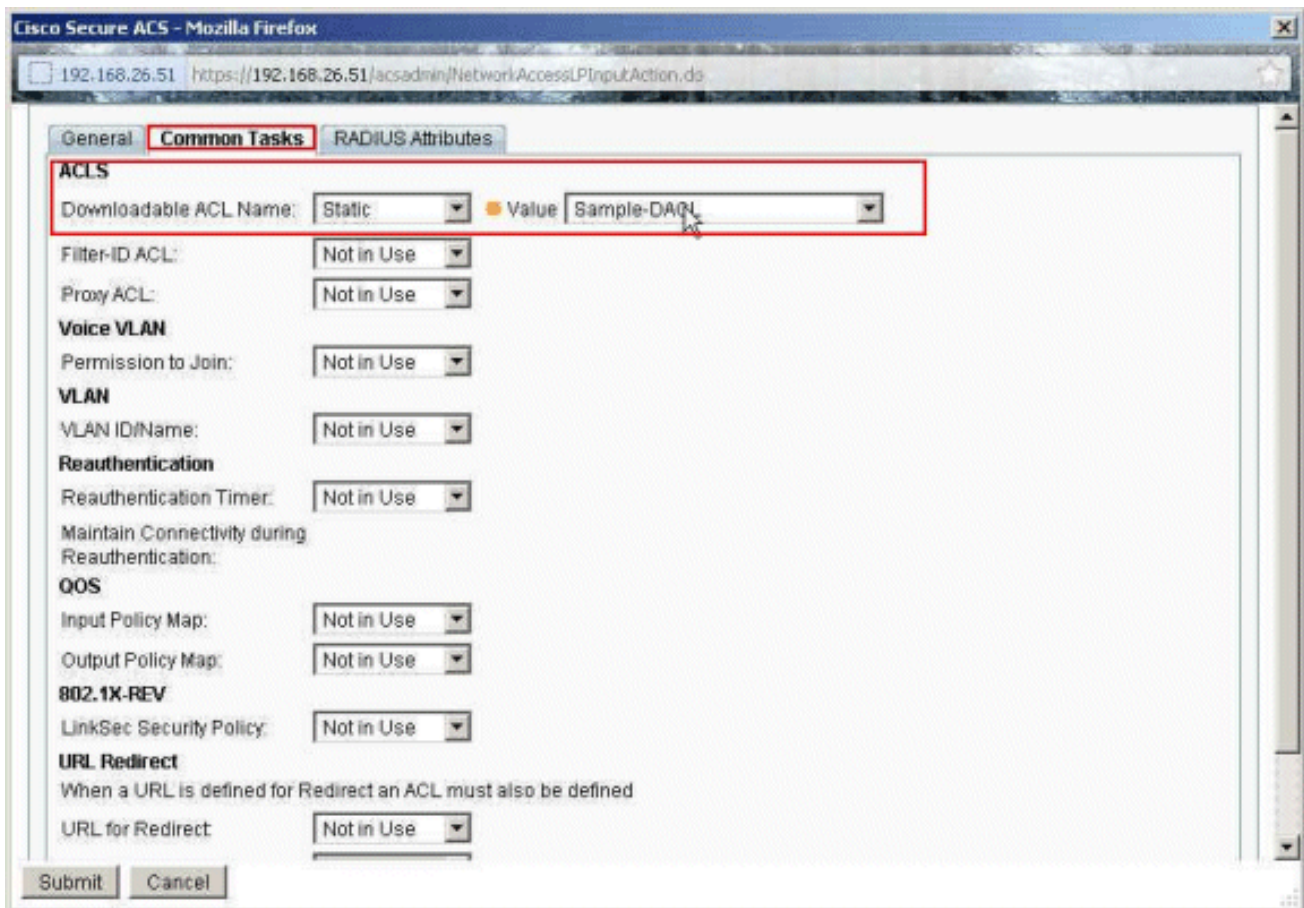 Cisco Secure ACS - Mozilla Firefox
192.168.26.51 https://192.168.26.51/acsadmin/NetworkAccessLPInputAction.do
General Common Tasks RADIUS Attributes
ACLS
Downloadable ACL Name: Static Value Sample-DACL
Filter-ID ACL: Not in Use
Proxy ACL: Not in Use
Voice VLAN
Permission to Join: Not in Use
VLAN
VLAN ID/Name: Not in Use
Reauthentication
Reauthentication Timer: Not in Use
Maintain Connectivity during
Reauthentication:
QOS
Input Policy Map: Not in Use
Output Policy Map: Not in Use
802.1X-REV
LinkSec Security Policy: Not in Use
URL Redirect
When a URL is defined for Redirect an ACL must also be defined
URL for Redirect Not in Use
Submit Cancel